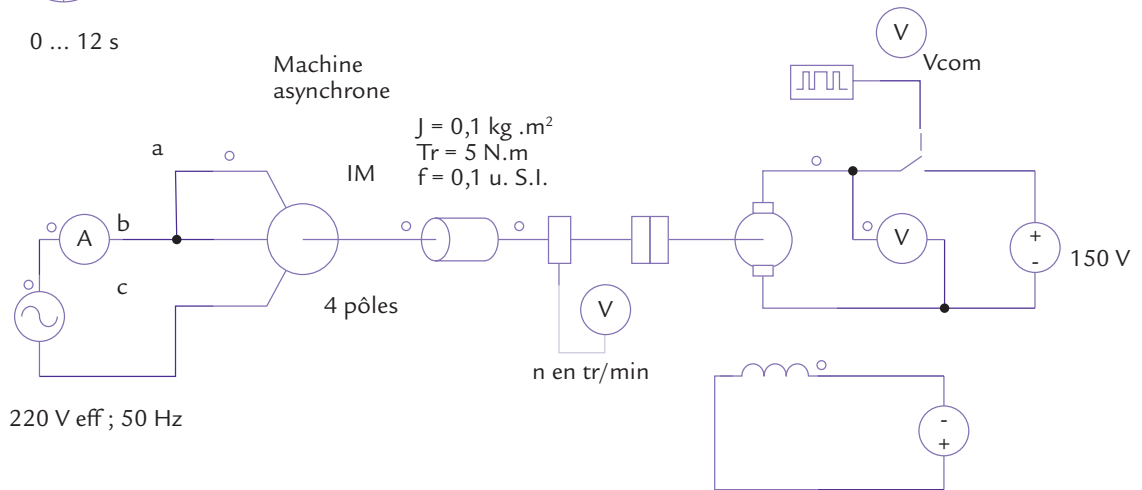 0 ... 12 s
Machine
asynchrone
V
Vcom
J = 0,1 kg .m²
Tr = 5 N.m
f = 0,1 u. S.I.
a
IM
A
b
c
4 pôles
V
n en tr/min
V
+
-
150 V
220 V eff ; 50 Hz
-
+